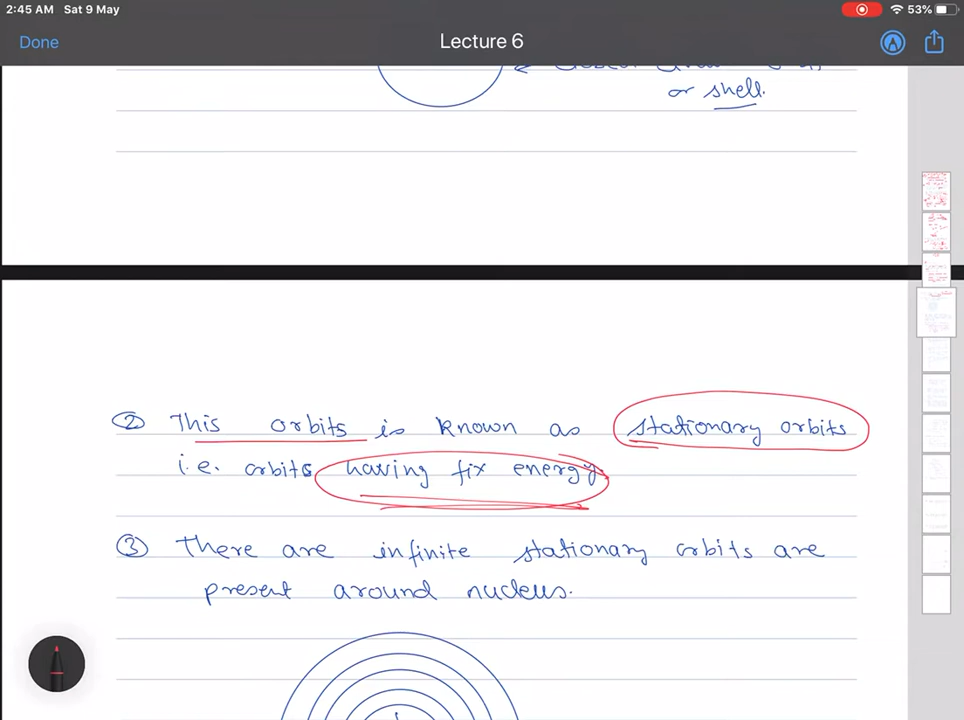 2:45 AM Sat 9 May 53%
Done Lecture 6
or shell.
② This orbits is known as stationary orbits
i.e. orbits having fix energy.
③ There are infinite stationary orbits are
present around nucleus.